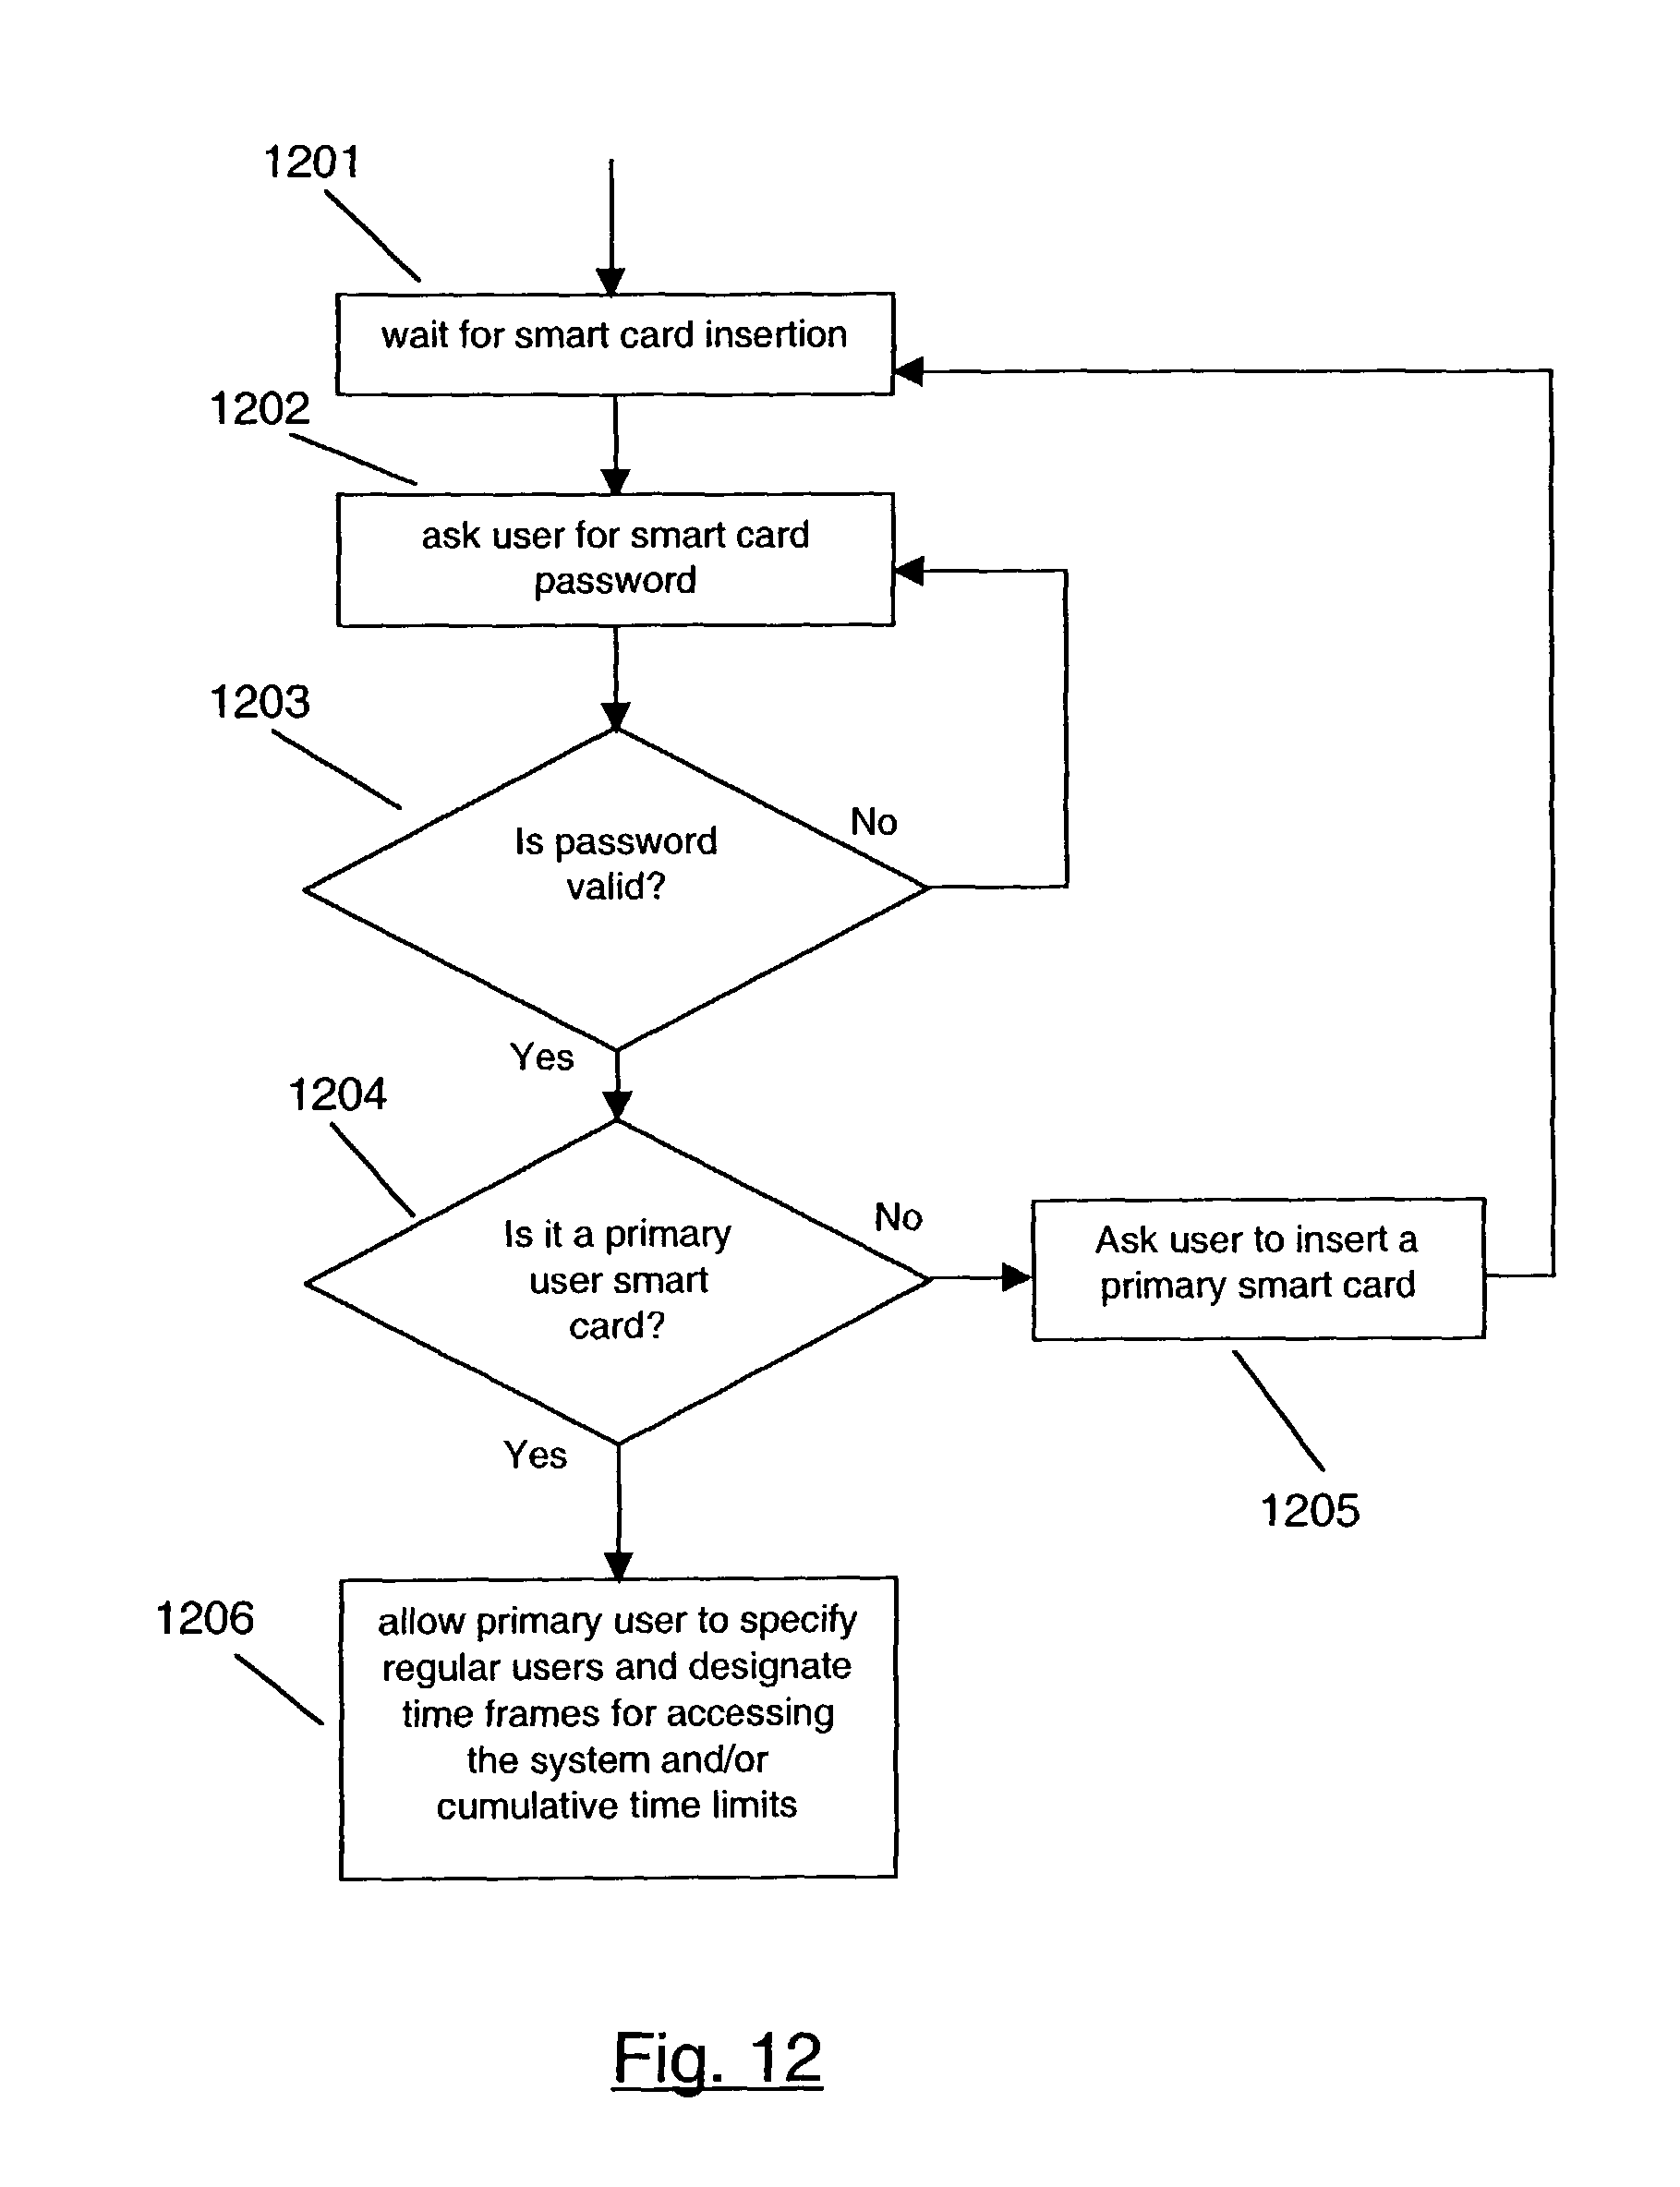 1201
wait for smart card insertion
1202
ask user for smart card
password
1203
Is password
valid?
No
Yes
1204
Is it a primary
user smart
card?
No
Ask user to insert a
primary smart card
1205
Yes
1206
allow primary user to specify
regular users and designate
time frames for accessing
the system and/or
cumulative time limits
Fig. 12